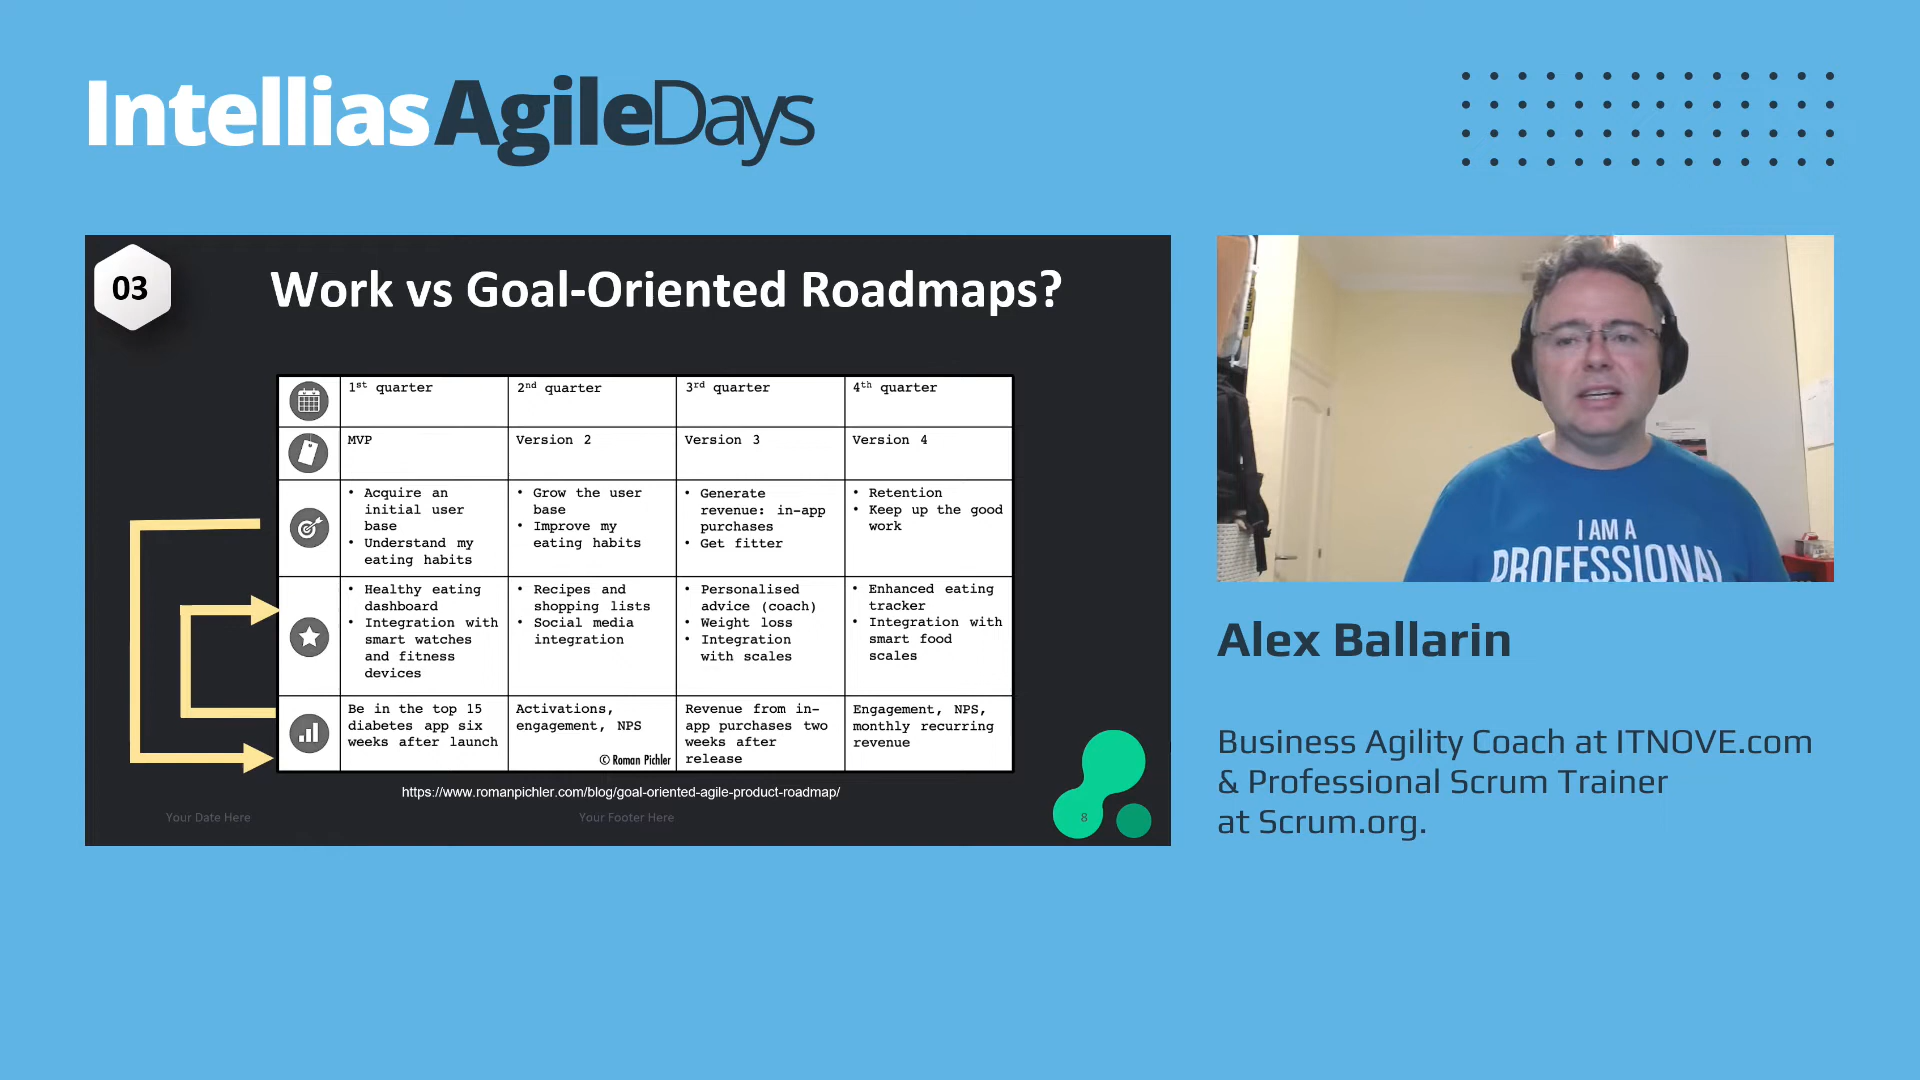 Intellias AgileDays
03
Work vs Goal-Oriented Roadmaps?
1st quarter
2nd quarter
3rd quarter
4th quarter
MVP
Version 2
Version 3
Version 4
• Acquire an
initial user
base
• Understand my
eating habits
• Grow the user
base
• Improve my
eating habits
• Generate
revenue: in-app
purchases
• Get fitter
• Retention
• Keep up the good
work
• Healthy eating
dashboard
• Integration with
smart watches
and fitness
devices
• Recipes and
shopping lists
• Social media
integration
• Personalised
advice (coach)
• Weight loss
• Integration
with scales
• Enhanced eating
tracker
• Integration with
smart food
scales
Be in the top 15
diabetes app six
weeks after launch
Activations,
engagement, NPS
© Roman Pichler
Revenue from in-
app purchases two
weeks after
release
Engagement, NPS,
monthly recurring
revenue
https://www.romanpichler.com/blog/goal-oriented-agile-product-roadmap/
Your Date Here
Your Footer Here
8
I AM A
PROFESSIONAL
Alex Ballarin
Business Agility Coach at ITNOVE.com
& Professional Scrum Trainer
at Scrum.org.